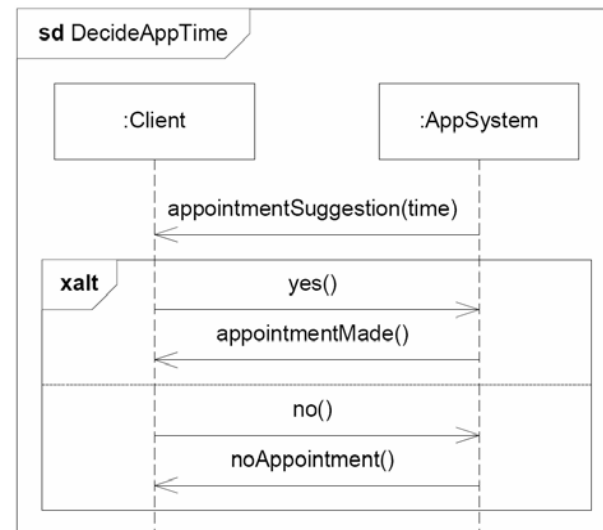 sd DecideAppTime
:Client
:AppSystem
appointmentSuggestion(time)
xalt
yes()
appointmentMade()
no()
noAppointment()